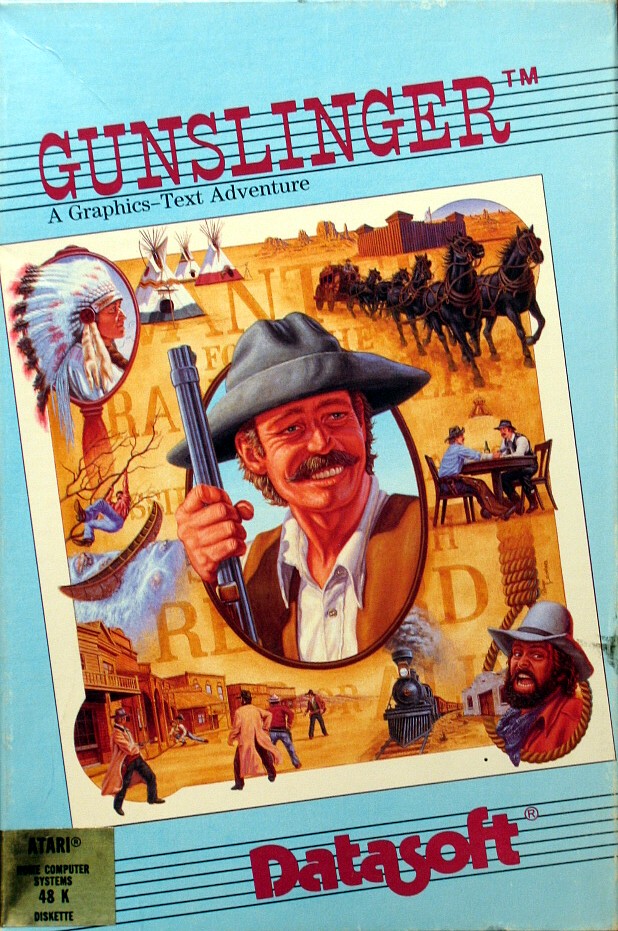 GUNSLINGER™
A Graphics-Text Adventure
Datasoft®
ATARI®
HOME COMPUTER
SYSTEMS
48 K
DISKETTE